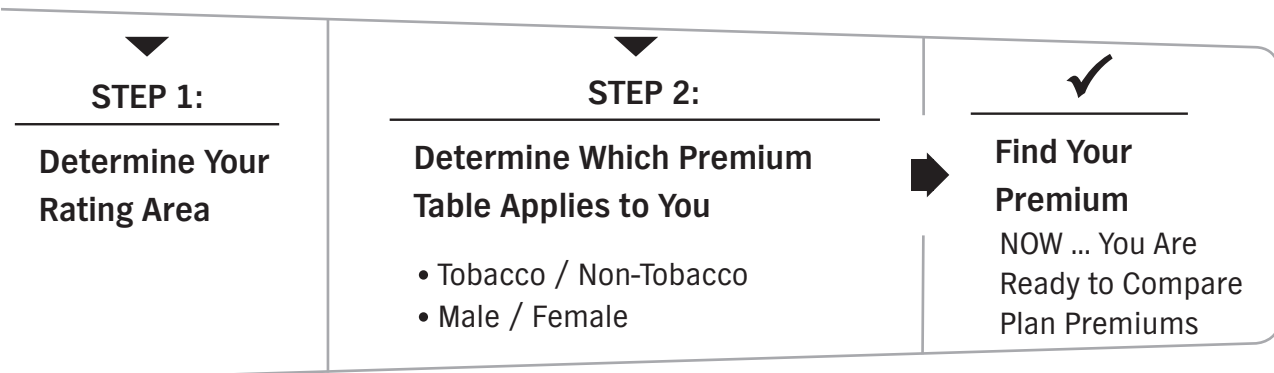 STEP 1:
Determine Your
Rating Area
STEP 2:
Determine Which Premium
Table Applies to You
• Tobacco / Non-Tobacco
• Male / Female
Find Your
Premium
NOW ... You Are
Ready to Compare
Plan Premiums